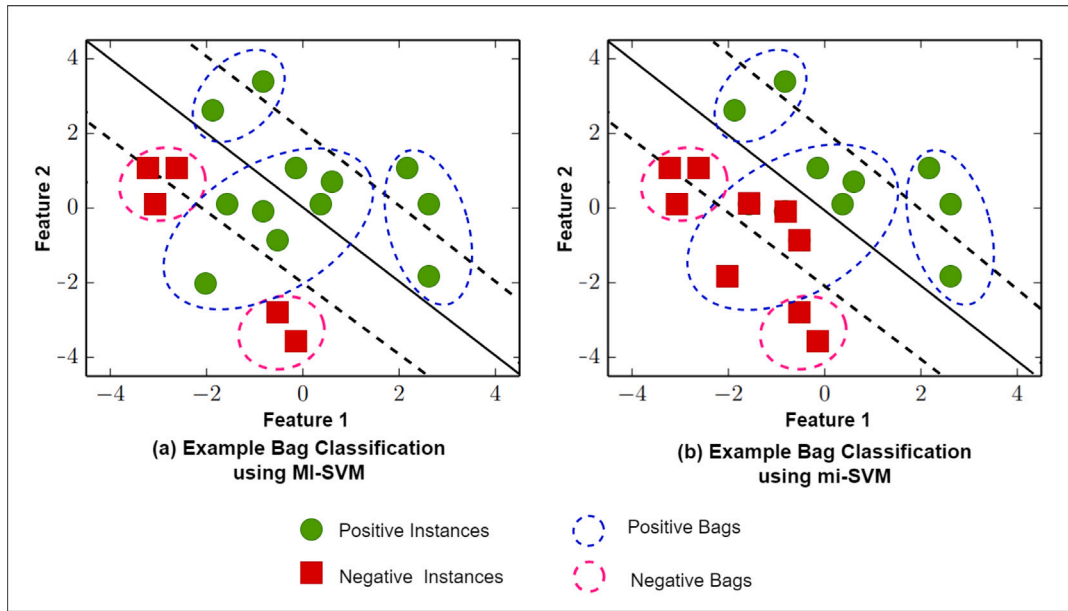 4
2
0
−2
−4
Feature 2
−4
−2
0
2
4
Feature 1
(a) Example Bag Classification
using MI-SVM
4
2
0
−2
−4
Feature 2
−4
−2
0
2
4
Feature 1
(b) Example Bag Classification
using mi-SVM
Positive Instances
Positive Bags
Negative Instances
Negative Bags